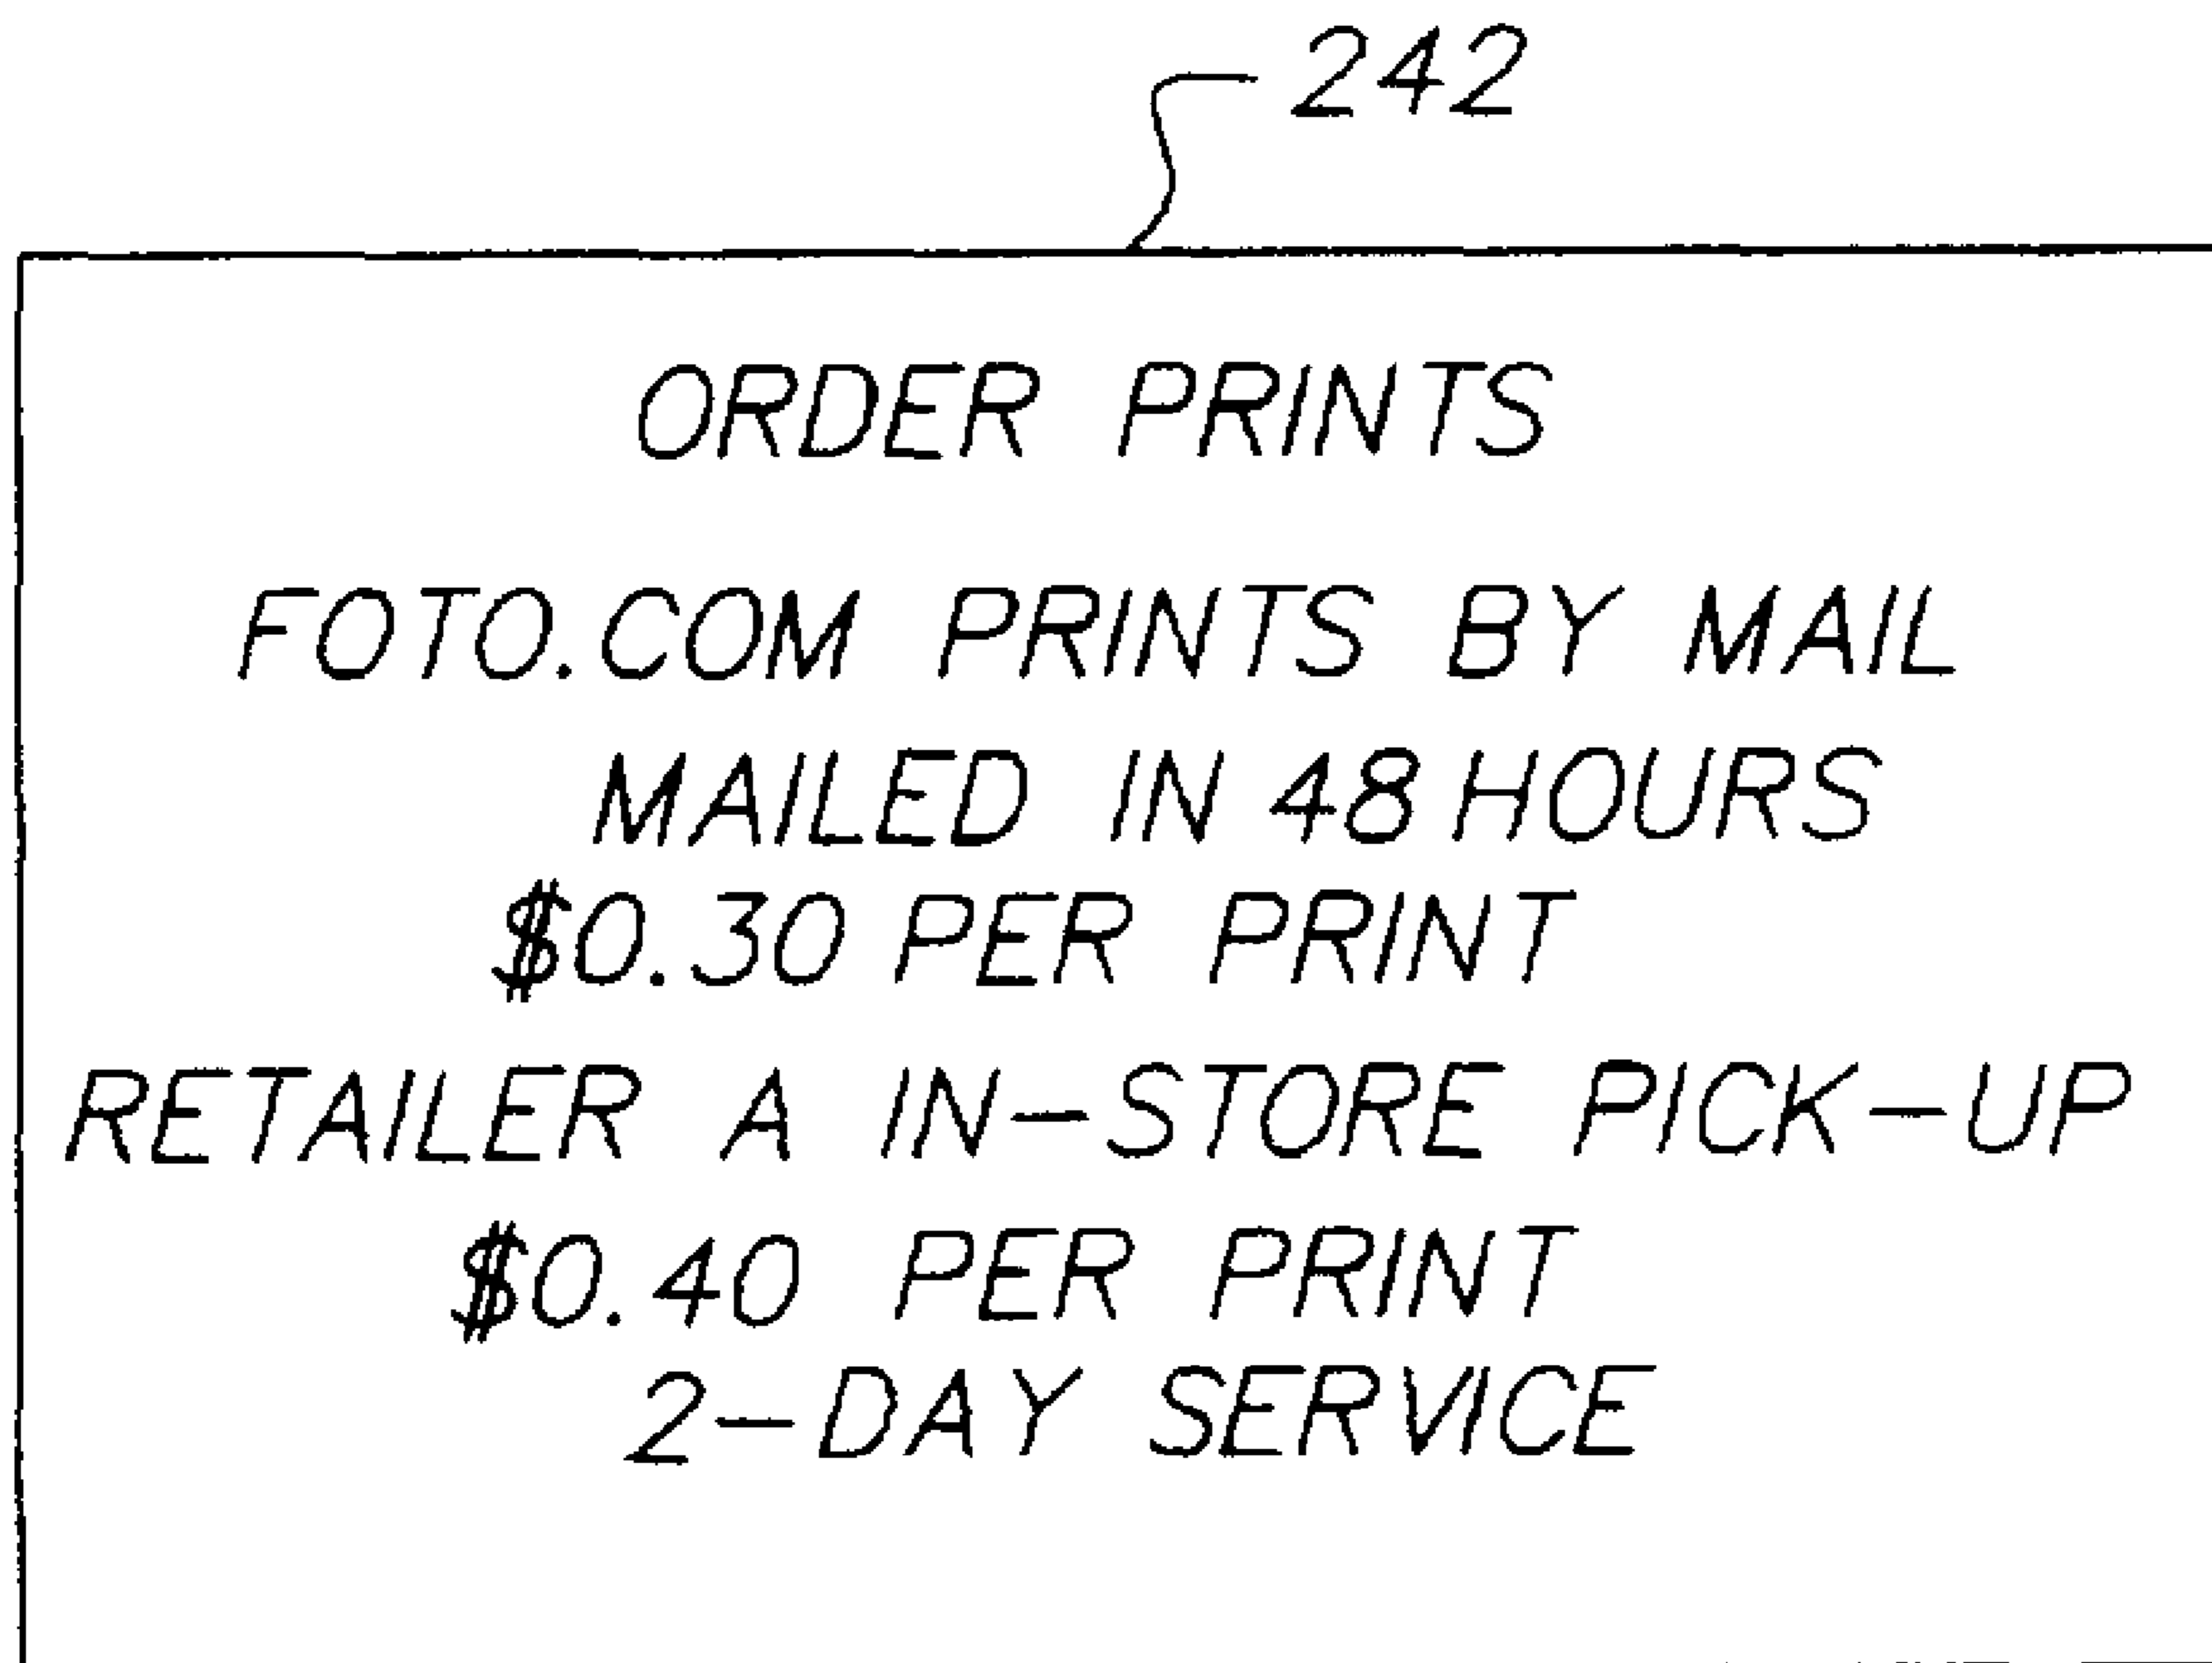 242
ORDER PRINTS
FOTO.COM PRINTS BY MAIL
MAILED IN 48 HOURS
$0.30 PER PRINT
RETAILER A IN-STORE PICK-UP
$0.40 PER PRINT
2-DAY SERVICE